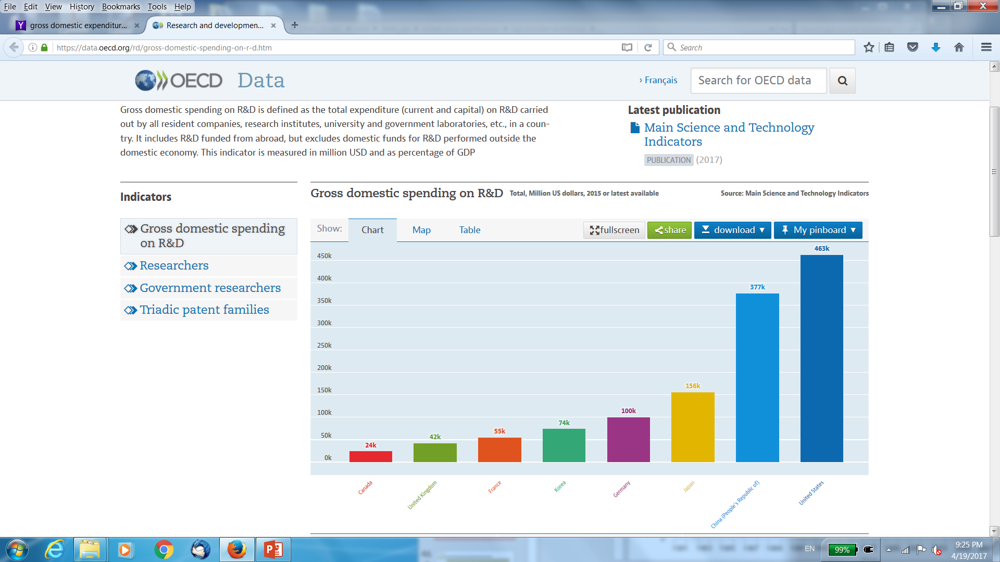 File Edit View History Bookmarks Tools Help
gross domestic expenditur...
Research and developmen...
https://data.oecd.org/rd/gross-domestic-spending-on-r-d.htm
Search
OECD Data
› Français
Search for OECD data
Gross domestic spending on R&D is defined as the total expenditure (current and capital) on R&D carried
out by all resident companies, research institutes, university and government laboratories, etc., in a coun-
try. It includes R&D funded from abroad, but excludes domestic funds for R&D performed outside the
domestic economy. This indicator is measured in million USD and as percentage of GDP
Latest publication
Main Science and Technology
Indicators
PUBLICATION (2017)
Indicators
Gross domestic spending
on R&D
Researchers
Government researchers
Triadic patent families
Gross domestic spending on R&D Total, Million US dollars, 2015 or latest available
Source: Main Science and Technology Indicators
Show: Chart Map Table
fullscreen share download ▼ My pinboard ▼
450k
400k
350k
300k
250k
200k
150k
100k
50k
0k
24k
42k
55k
74k
100k
156k
377k
463k
Canada
United Kingdom
France
Korea
Germany
Japan
China (People's Republic of)
United States
EN
99%
9:25 PM
4/19/2017